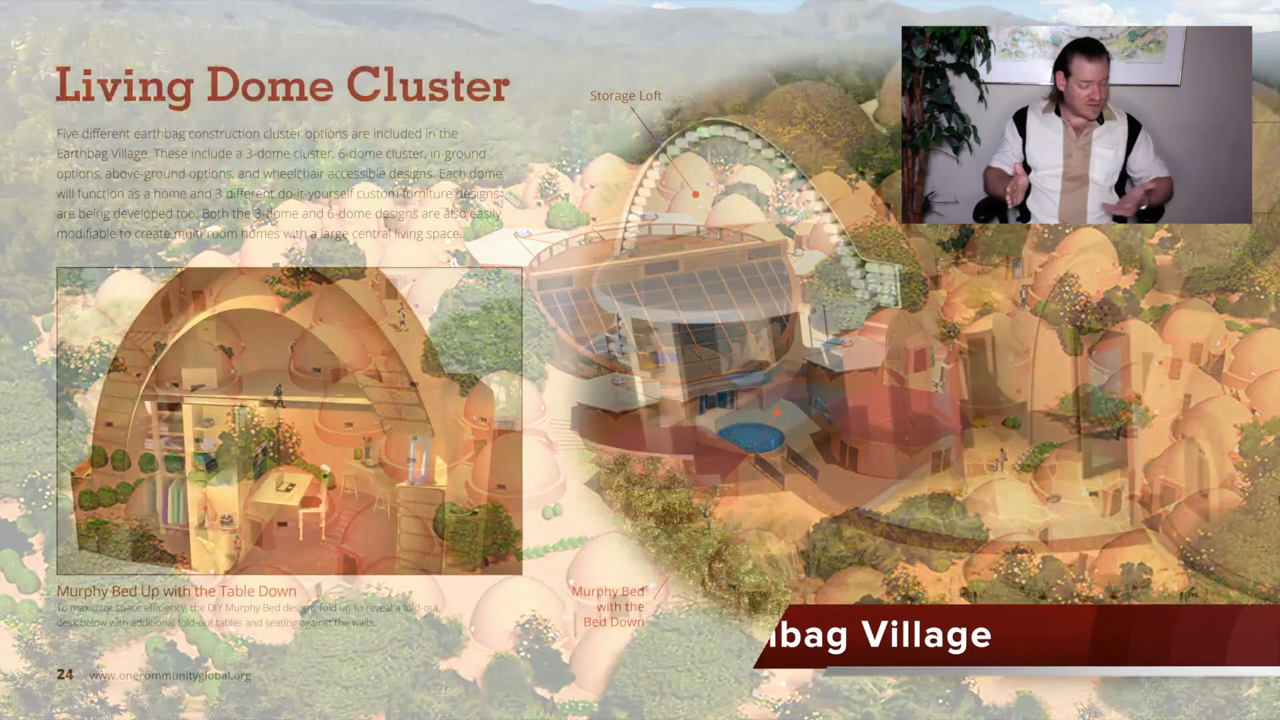 Living Dome Cluster
Five different earthbag construction cluster options are included in the
Earthbag Village. These include a 3-dome cluster, 6-dome cluster, in-ground
options, above-ground options, and wheelchair accessible designs. Each dome
will function as a home and 3 different do-it-yourself custom furniture designs
are being developed too. Both the 3-dome and 6-dome designs are also easily
modifiable to create multi-room homes with a large central living space.
Storage Loft
Murphy Bed Up with the Table Down
To maximize space efficiency, the DIY Murphy Bed designs fold up to reveal a fold-out
desk below with additional fold-out tables and seating against the walls.
Murphy Bed
with the
Bed Down
bag Village
24 www.onecommunityglobal.org